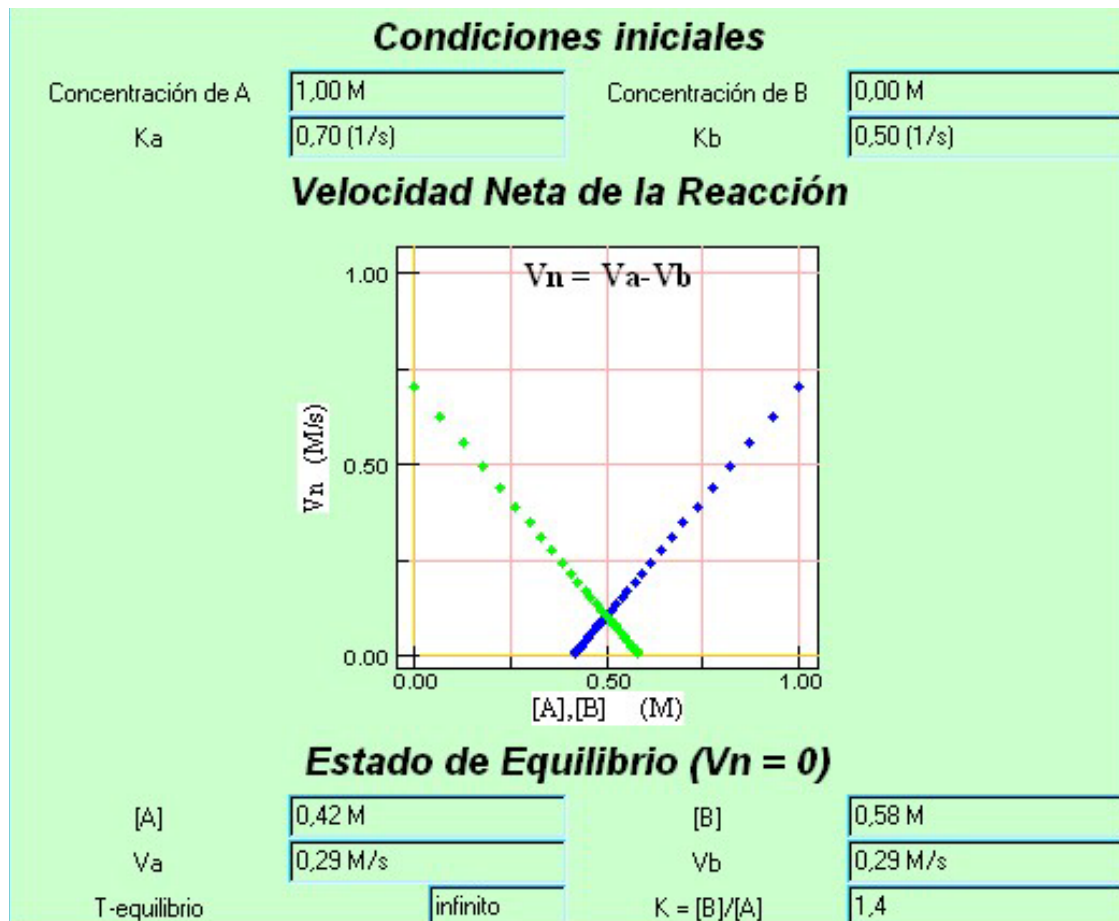 Condiciones iniciales
Concentración de A 1,00 M Concentración de B 0,00 M
Ka 0,70 (1/s) Kb 0,50 (1/s)
Velocidad Neta de la Reacción
Vn = Va-Vb
1.00
0.50
0.00
Vn (M/s)
0.00 0.50 1.00
[A],[B] (M)
Estado de Equilibrio (Vn = 0)
[A] 0,42 M [B] 0,58 M
Va 0,29 M/s Vb 0,29 M/s
T-equilibrio infinito K = [B]/[A] 1,4